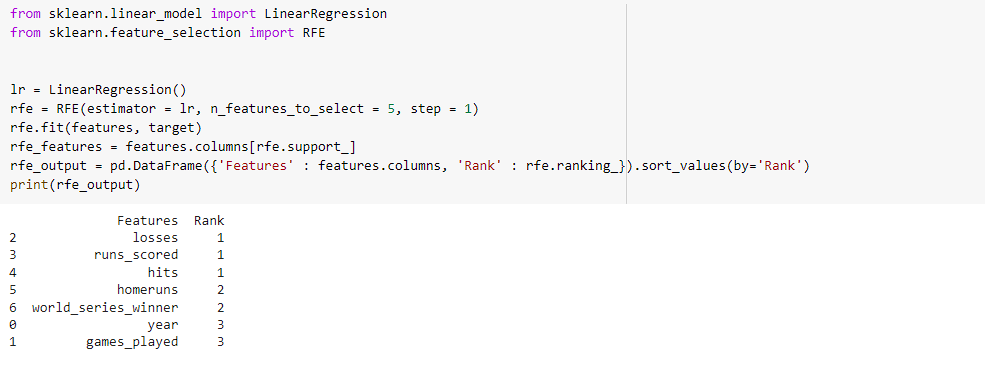 from sklearn.linear_model import LinearRegression
from sklearn.feature_selection import RFE
lr = LinearRegression()
rfe = RFE(estimator = lr, n_features_to_select = 5, step = 1)
rfe.fit(features, target)
rfe_features = features.columns[rfe.support_]
rfe_output = pd.DataFrame({'Features' : features.columns, 'Rank' : rfe.ranking_}).sort_values(by='Rank')
print(rfe_output)
Features Rank
2 losses 1
3 runs_scored 1
4 hits 1
5 homeruns 2
6 world_series_winner 2
0 year 3
1 games_played 3